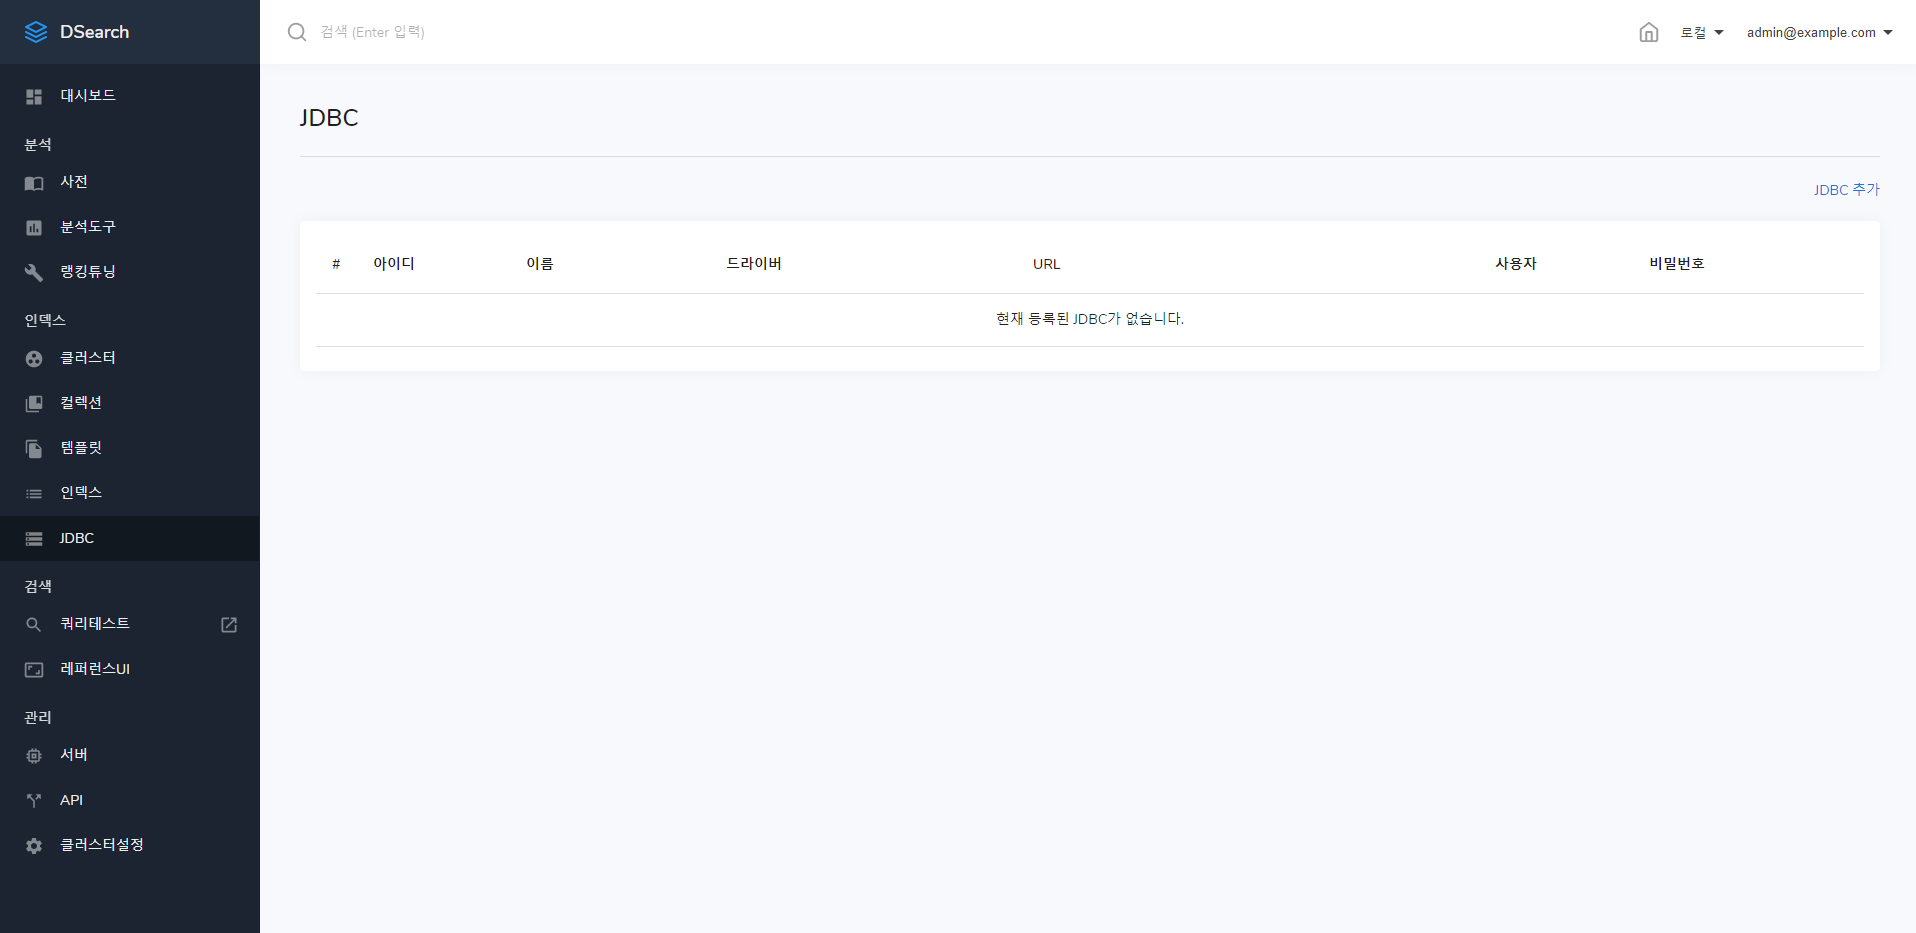 DSearch
검색 (Enter 입력)
로컬
admin@example.com
대시보드
분석
사전
분석도구
랭킹튜닝
인덱스
클러스터
컬렉션
템플릿
인덱스
JDBC
검색
쿼리테스트
레퍼런스UI
관리
서버
API
클러스터설정
JDBC
JDBC 추가
# 아이디 이름 드라이버 URL 사용자 비밀번호
현재 등록된 JDBC가 없습니다.